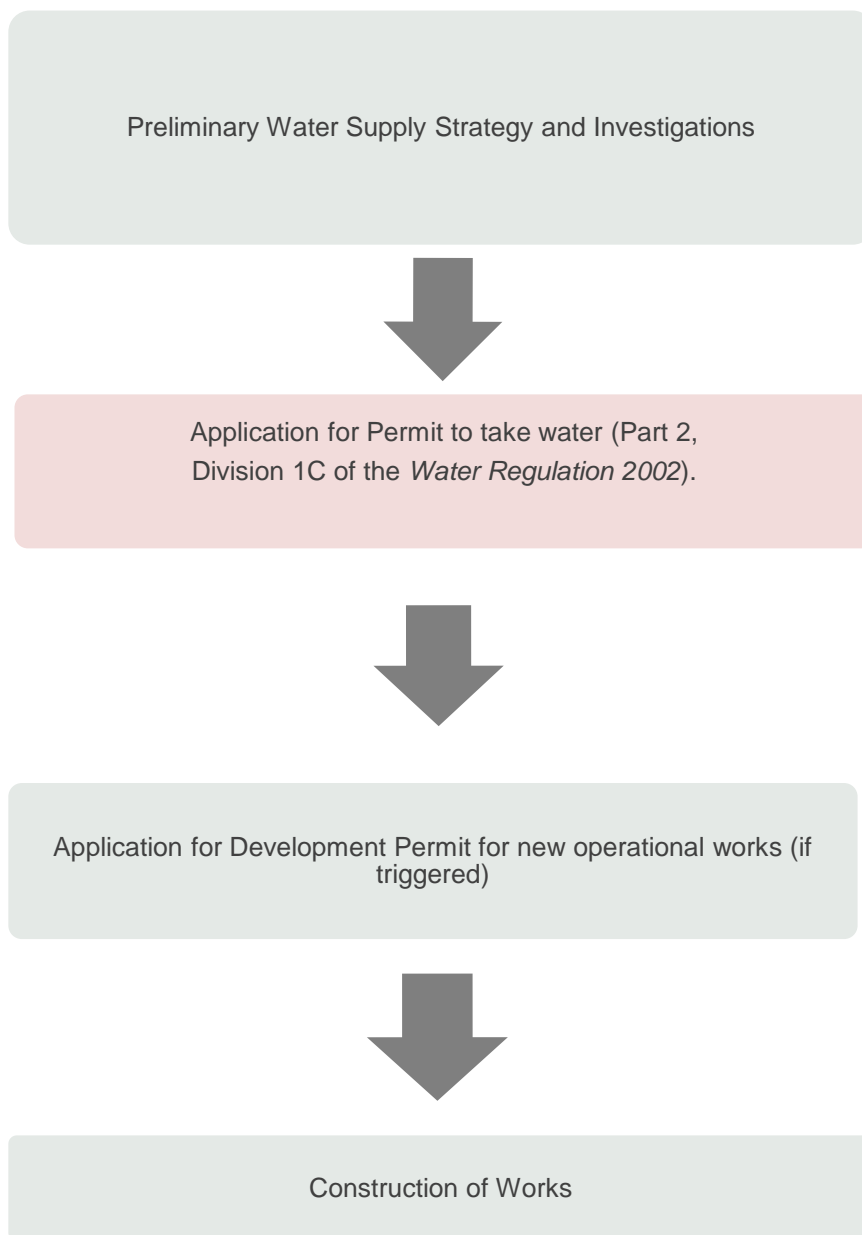 Preliminary Water Supply Strategy and Investigations
Application for Permit to take water (Part 2,
Division 1C of the Water Regulation 2002).
Application for Development Permit for new operational works (if
triggered)
Construction of Works